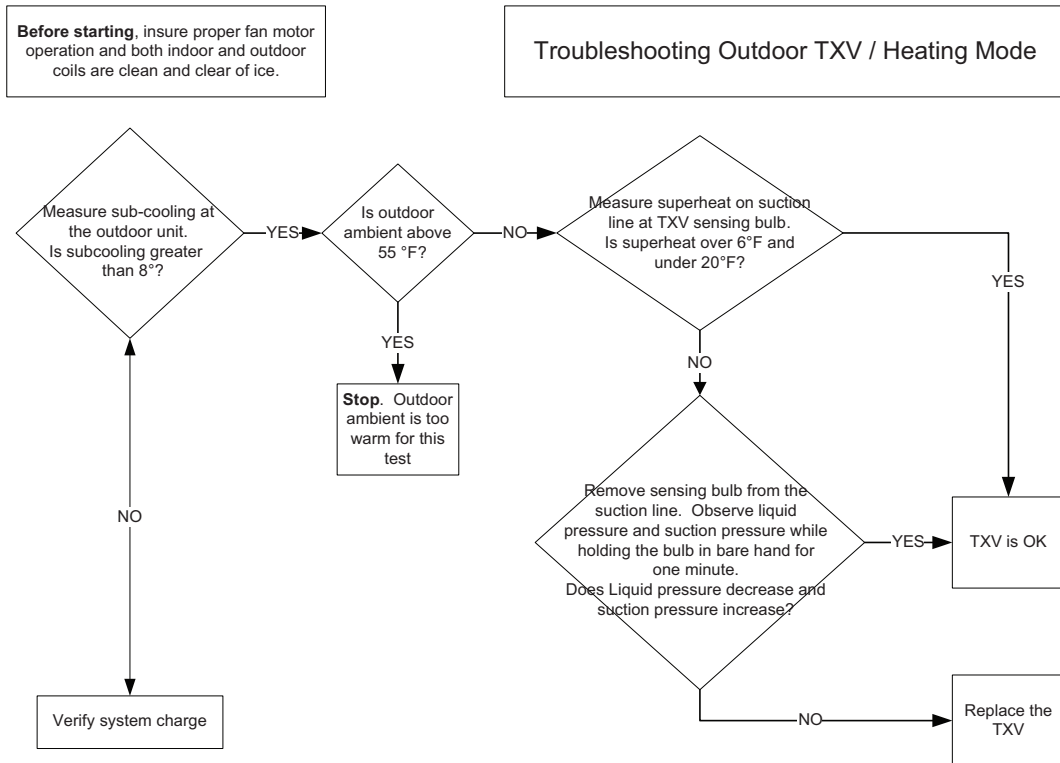 Before starting, insure proper fan motor
operation and both indoor and outdoor
coils are clean and clear of ice.
Troubleshooting Outdoor TXV / Heating Mode
Measure sub-cooling at
the outdoor unit.
Is subcooling greater
than 8°?
YES
Is outdoor
ambient above
55 °F?
NO
Measure superheat on suction
line at TXV sensing bulb.
Is superheat over 6°F and
under 20°F?
YES
YES
NO
Stop. Outdoor
ambient is too
warm for this
test
NO
Remove sensing bulb from the
suction line. Observe liquid
pressure and suction pressure while
holding the bulb in bare hand for
one minute.
Does Liquid pressure decrease and
suction pressure increase?
YES
TXV is OK
Verify system charge
NO
Replace the
TXV